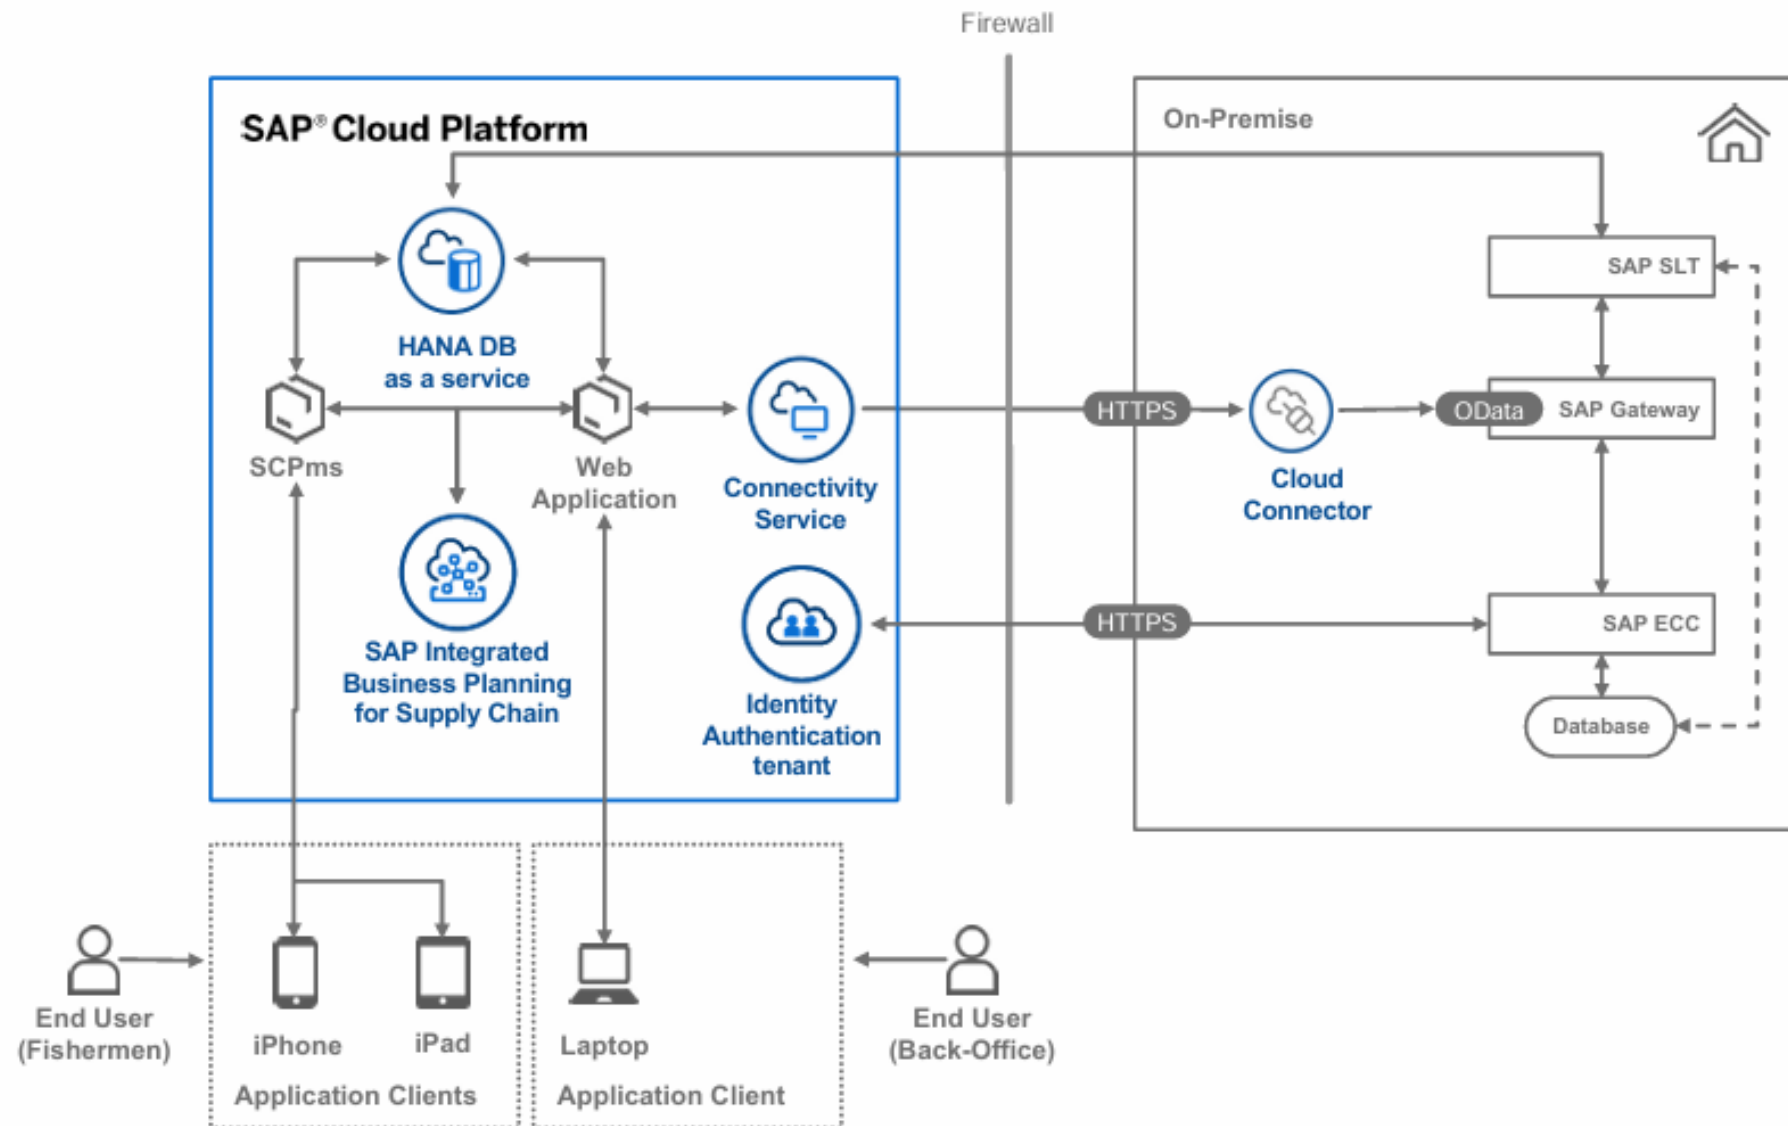 Firewall
SAP® Cloud Platform
On-Premise
SAP SLT
HANA DB
as a service
HTTPS
OData
SAP Gateway
SCPms
Web
Application
Connectivity
Service
Cloud
Connector
HTTPS
SAP ECC
SAP Integrated
Business Planning
for Supply Chain
Identity
Authentication
tenant
Database
End User
(Fishermen)
iPhone
iPad
Laptop
End User
(Back-Office)
Application Clients
Application Client